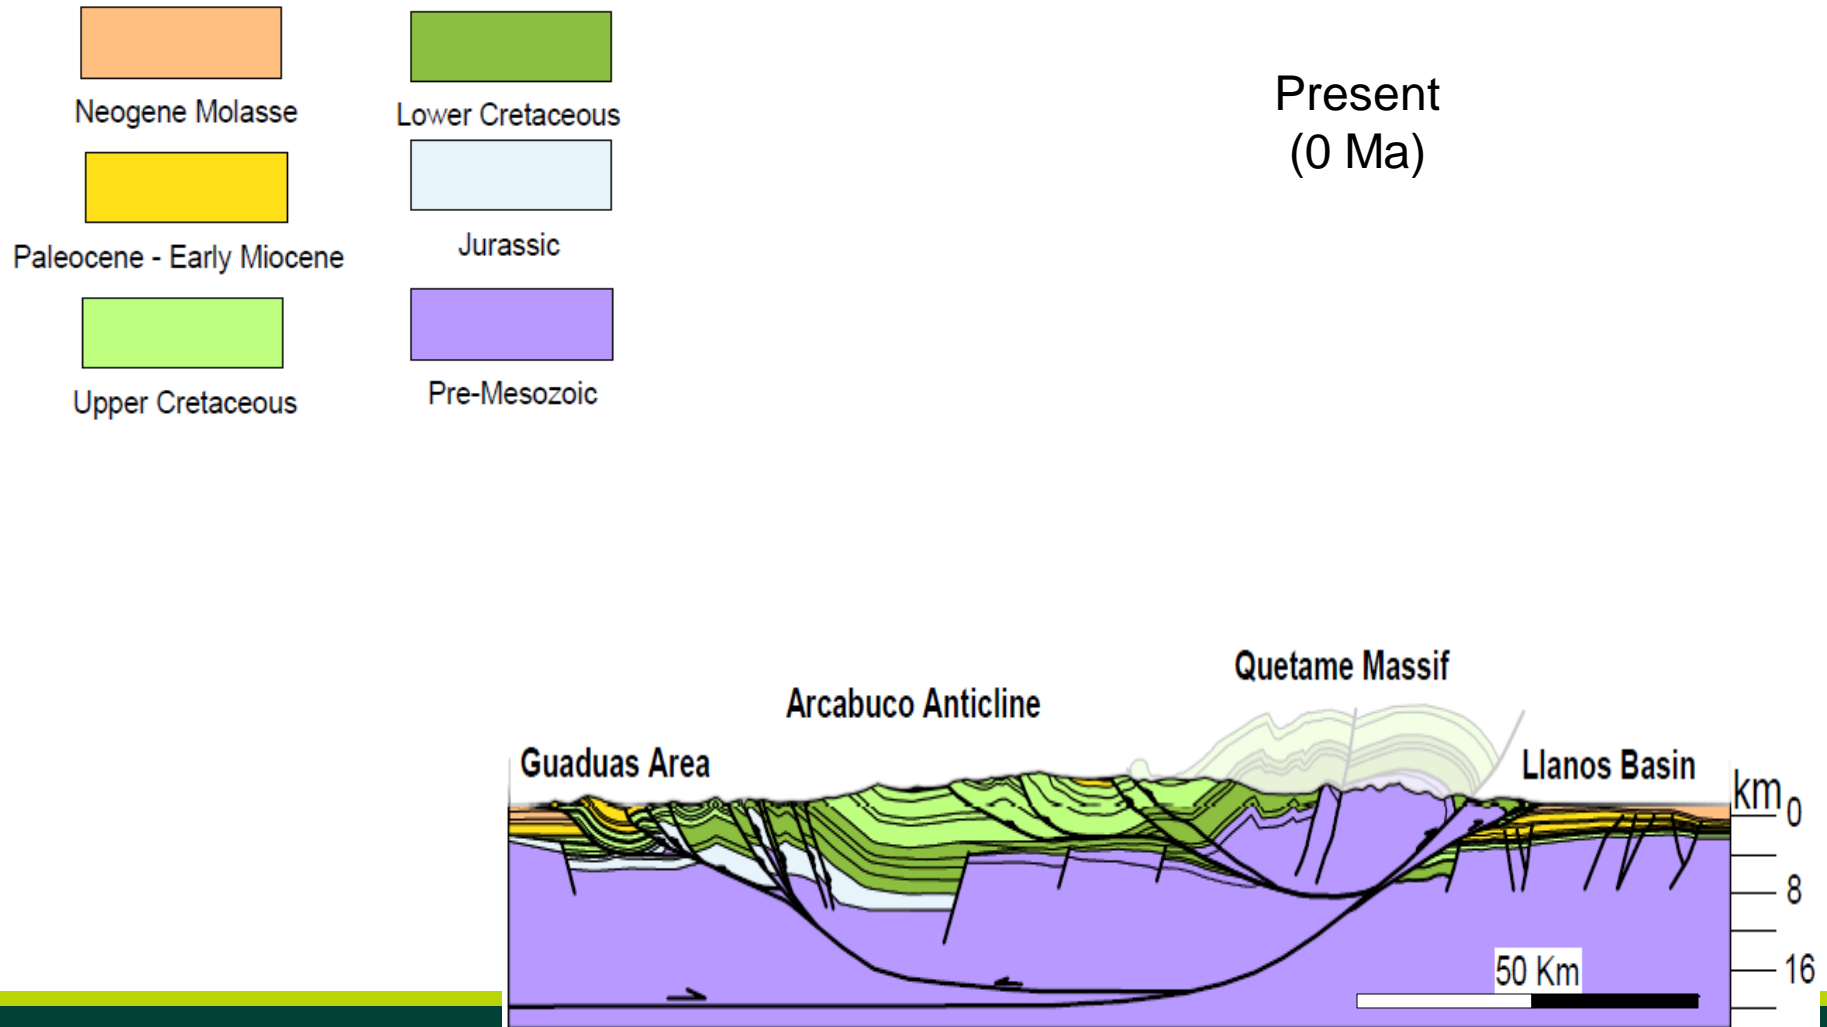 Neogene Molasse
Lower Cretaceous
Present
(0 Ma)
Paleocene - Early Miocene
Jurassic
Upper Cretaceous
Pre-Mesozoic
Quetame Massif
Arcabuco Anticline
Guaduas Area
Llanos Basin
km
0
8
16
50 Km